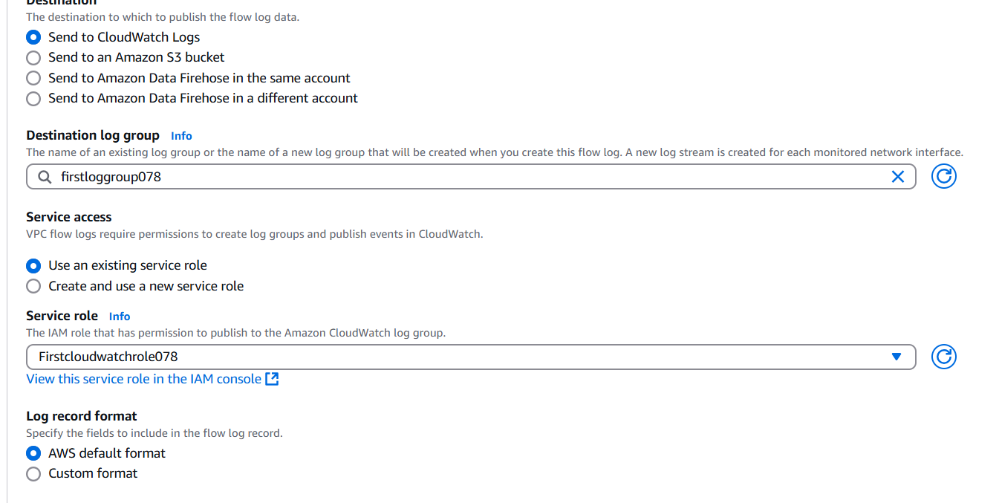 Destination
The destination to which to publish the flow log data.
Send to CloudWatch Logs
Send to an Amazon S3 bucket
Send to Amazon Data Firehose in the same account
Send to Amazon Data Firehose in a different account
Destination log group Info
The name of an existing log group or the name of a new log group that will be created when you create this flow log. A new log stream is created for each monitored network interface.
firstloggroup078
Service access
VPC flow logs require permissions to create log groups and publish events in CloudWatch.
Use an existing service role
Create and use a new service role
Service role Info
The IAM role that has permission to publish to the Amazon CloudWatch log group.
Firstcloudwatchrole078
View this service role in the IAM console
Log record format
Specify the fields to include in the flow log record.
AWS default format
Custom format